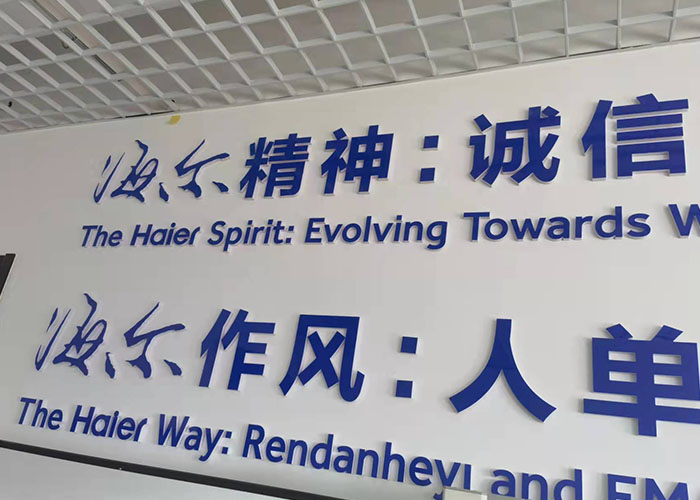 海尔精神：诚信
The Haier Spirit: Evolving Towards W
海尔作风：人单
The Haier Way: Rendanheyi and EM